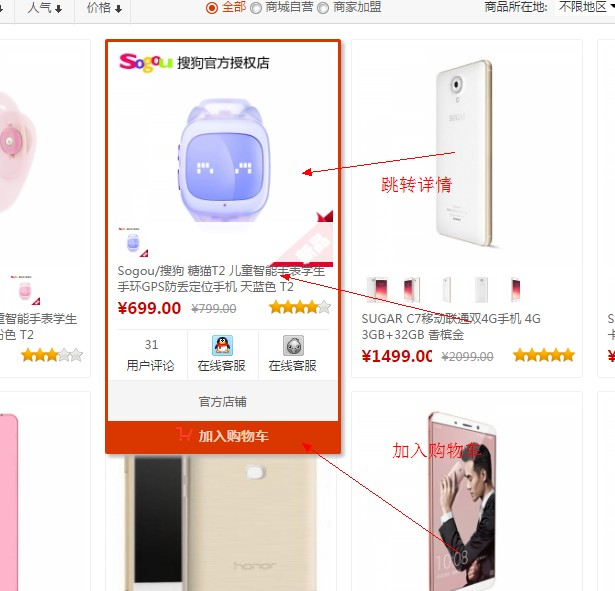 人气
价格
全部
商城自营
商家加盟
商品所在地:
不限地区
Sogou 搜狗官方授权店
跳转详情
Sogou/搜狗 糖猫T2 儿童智能手表学生
手环GPS防丢定位手机 天蓝色 T2
¥699.00 ¥799.00
31
用户评论
在线客服
在线客服
官方店铺
加入购物车
童智能手表学生
粉色 T2
SUGAR C7移动联通双4G手机 4G
3GB+32GB 香槟金
¥1499.00 ¥2099.00
S
加入购物车
honor
10:08